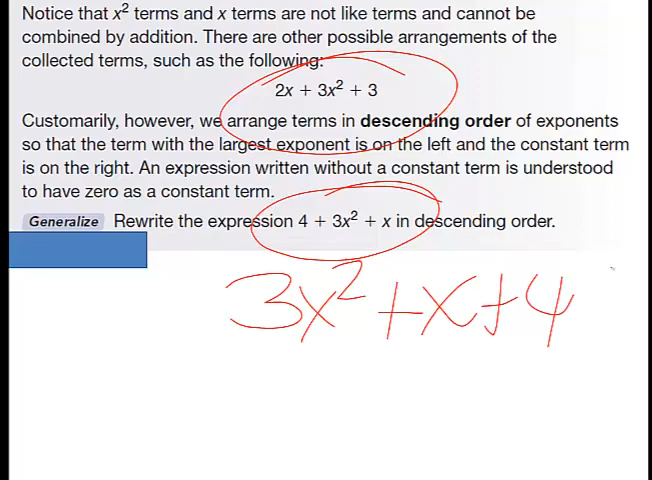 Notice that x² terms and x terms are not like terms and cannot be
combined by addition. There are other possible arrangements of the
collected terms, such as the following:
2x + 3x² + 3
Customarily, however, we arrange terms in descending order of exponents
so that the term with the largest exponent is on the left and the constant term
is on the right. An expression written without a constant term is understood
to have zero as a constant term.
Generalize Rewrite the expression 4 + 3x² + x in descending order.
3x² + x + 4